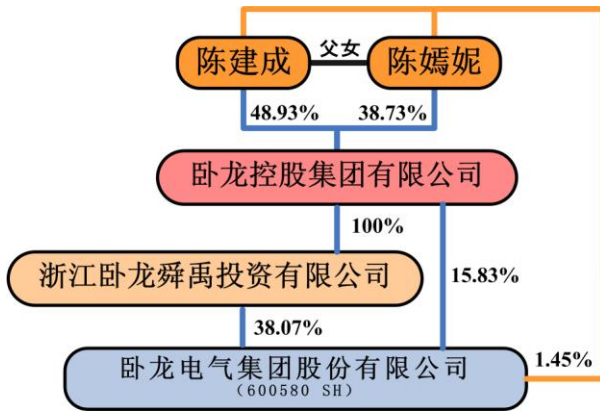 父女
陈建成
陈嫣妮
48.93%
38.73%
卧龙控股集团有限公司
100%
15.83%
浙江卧龙舜禹投资有限公司
38.07%
卧龙电气集团股份有限公司
(600580 SH)
1.45%